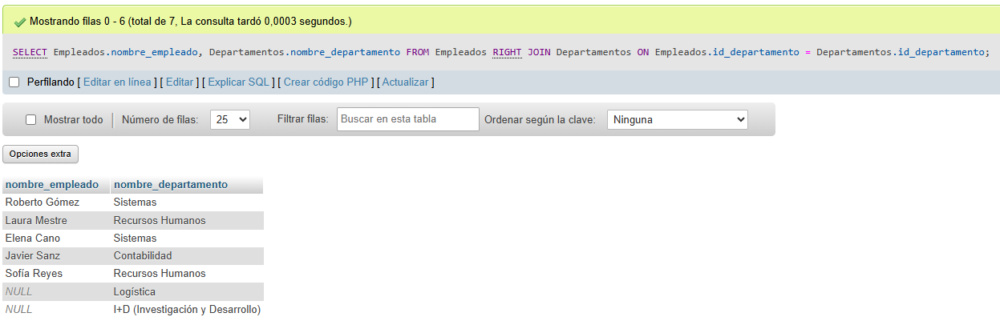 Mostrando filas 0 - 6 (total de 7, La consulta tardó 0,0003 segundos.)
SELECT Empleados.nombre_empleado, Departamentos.nombre_departamento FROM Empleados RIGHT JOIN Departamentos ON Empleados.id_departamento = Departamentos.id_departamento;
Perfilando [ Editar en línea ] [ Editar ] [ Explicar SQL ] [ Crear código PHP ] [ Actualizar ]
Mostrar todo Número de filas: 25 Filtrar filas: Buscar en esta tabla Ordenar según la clave: Ninguna
Opciones extra
nombre_empleado nombre_departamento
Roberto Gómez Sistemas
Laura Mestre Recursos Humanos
Elena Cano Sistemas
Javier Sanz Contabilidad
Sofía Reyes Recursos Humanos
NULL Logística
NULL I+D (Investigación y Desarrollo)